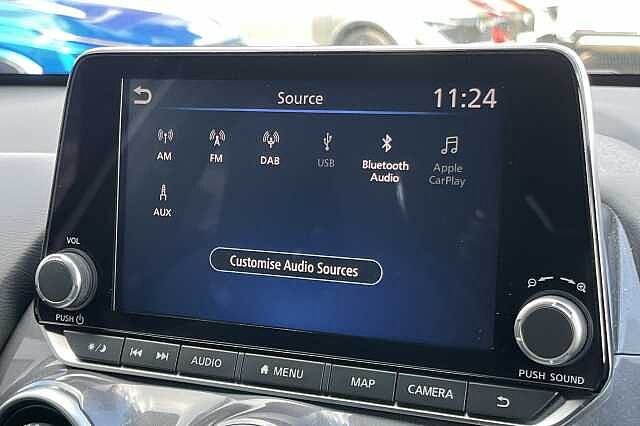 Source
11:24
AM FM DAB USB Bluetooth Audio Apple CarPlay
AUX
Customise Audio Sources
VOL
PUSH
PUSH SOUND
AUDIO MENU MAP CAMERA